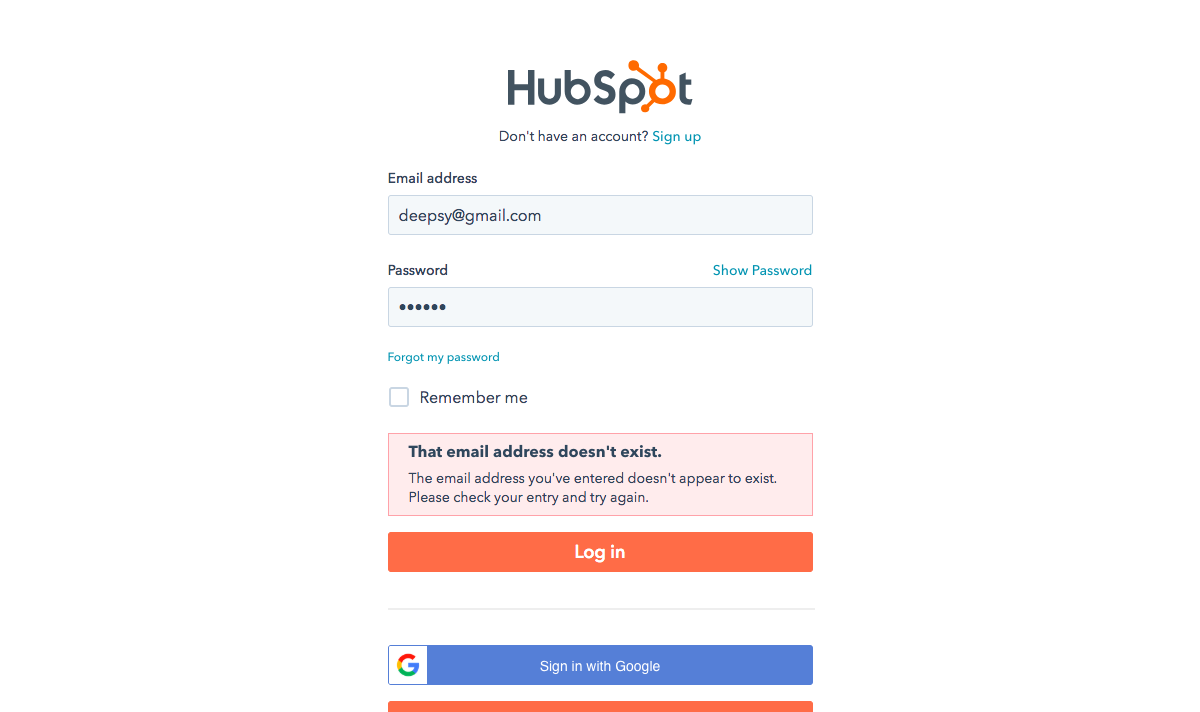 HubSpot
Don't have an account? Sign up
Email address
deepsy@gmail.com
Password Show Password
••••••
Forgot my password
Remember me
That email address doesn't exist.
The email address you've entered doesn't appear to exist.
Please check your entry and try again.
Log in
Sign in with Google